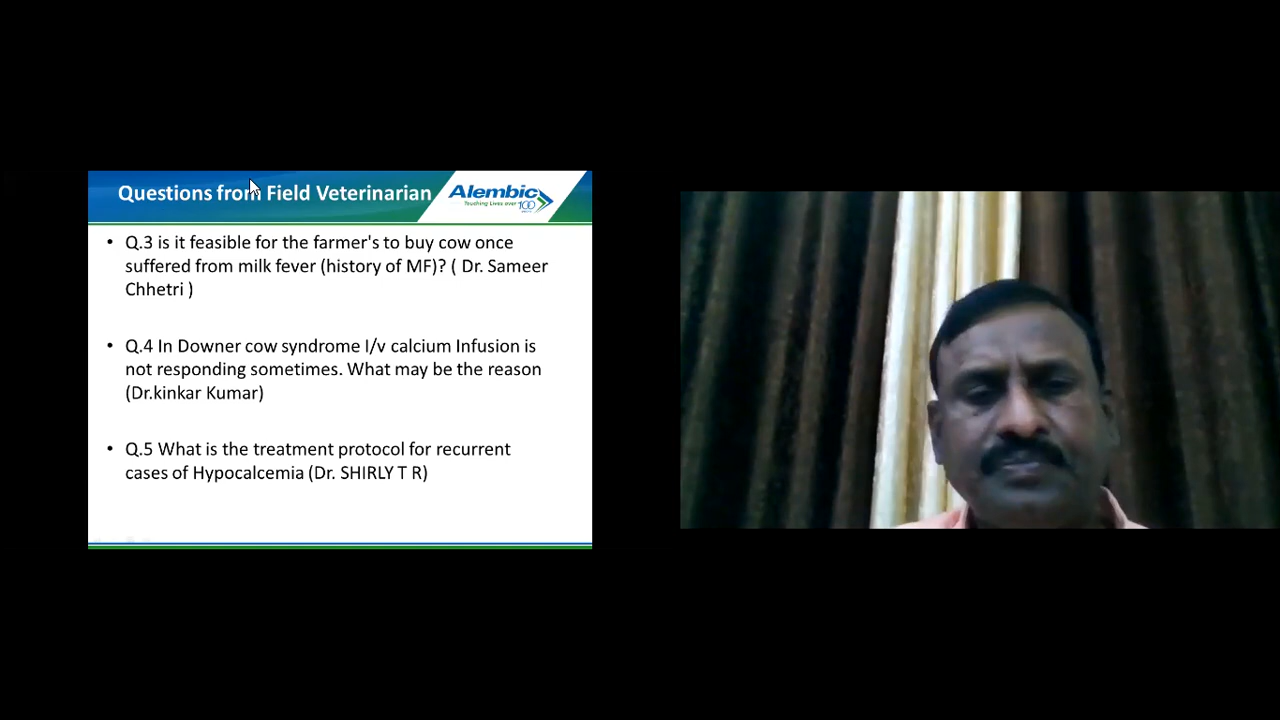 Questions from Field Veterinarian
Alembic
Touching Lives over 100
• Q.3 is it feasible for the farmer's to buy cow once
suffered from milk fever (history of MF)? ( Dr. Sameer
Chhetri )
• Q.4 In Downer cow syndrome I/v calcium Infusion is
not responding sometimes. What may be the reason
(Dr.kinkar Kumar)
• Q.5 What is the treatment protocol for recurrent
cases of Hypocalcemia (Dr. SHIRLY T R)